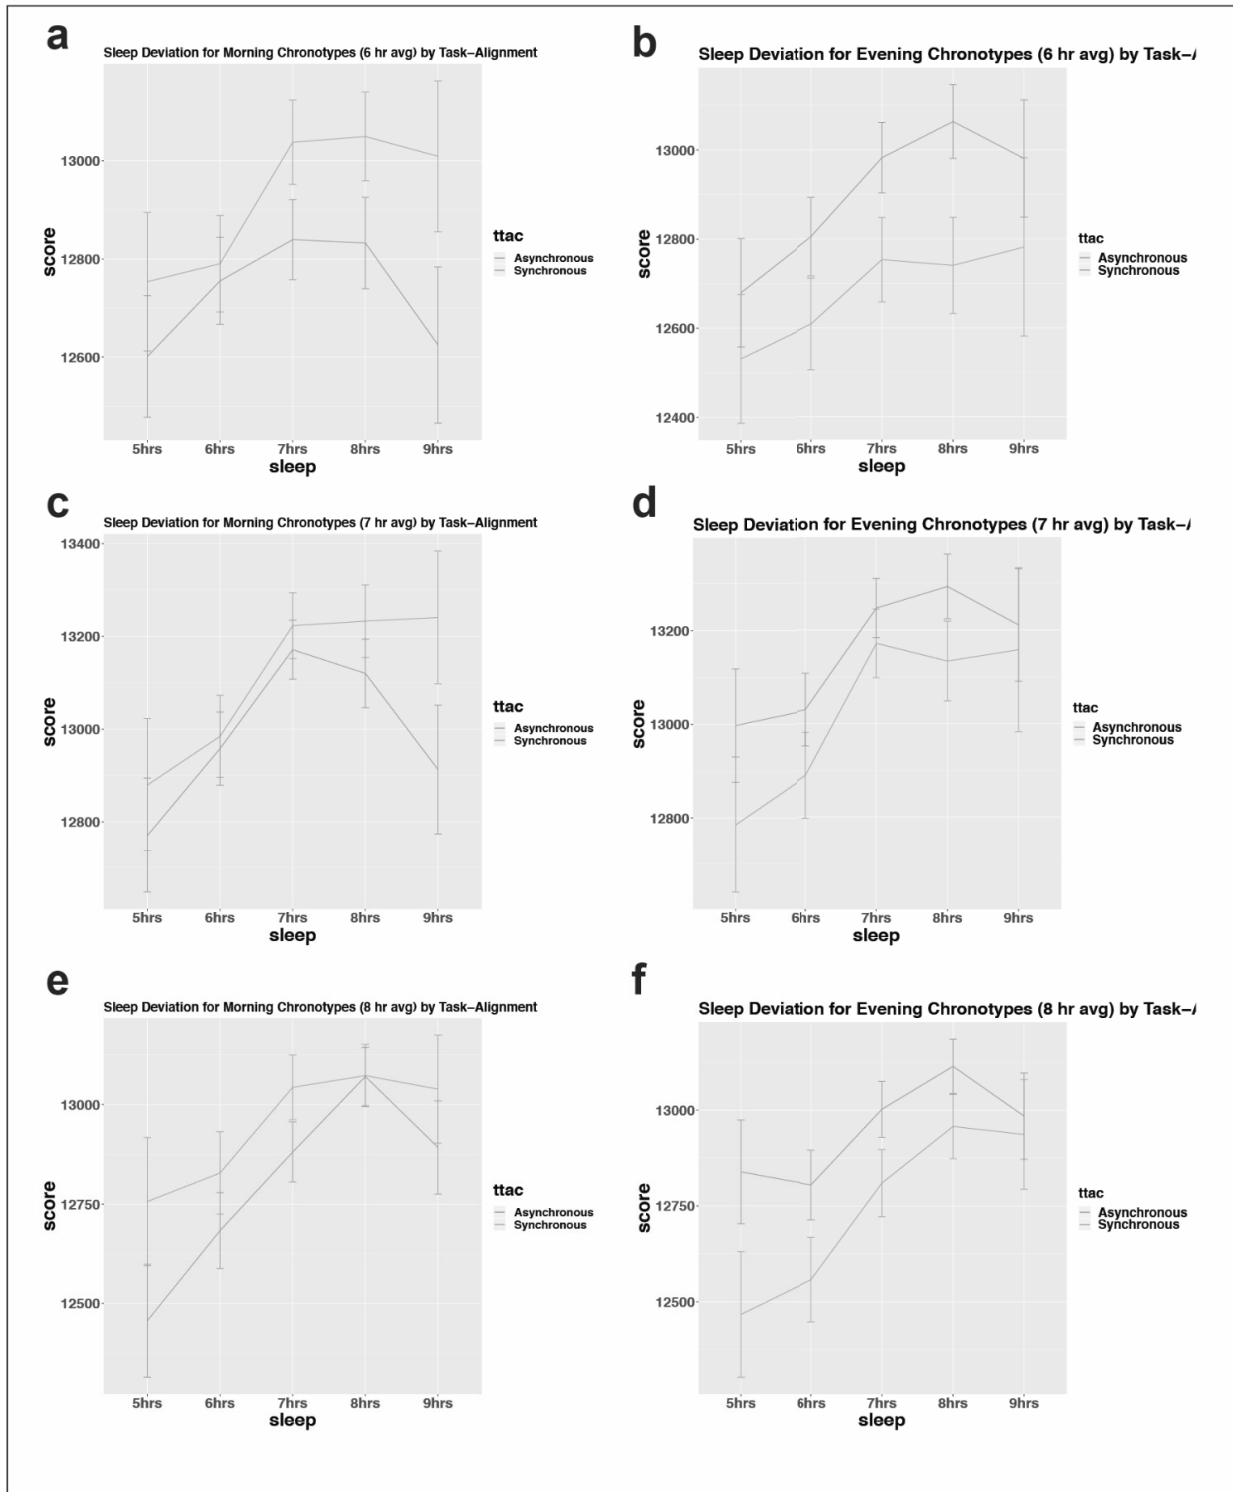 a
Sleep Deviation for Morning Chronotypes (6 hr avg) by Task-Alignment
score
13000
12800
12600
5hrs 6hrs 7hrs 8hrs 9hrs
sleep
ttac
Asynchronous
Synchronous
b
Sleep Deviation for Evening Chronotypes (6 hr avg) by Task-
score
13000
12800
12600
12400
5hrs 6hrs 7hrs 8hrs 9hrs
sleep
ttac
Asynchronous
Synchronous
c
Sleep Deviation for Morning Chronotypes (7 hr avg) by Task-Alignment
score
13400
13200
13000
12800
5hrs 6hrs 7hrs 8hrs 9hrs
sleep
ttac
Asynchronous
Synchronous
d
Sleep Deviation for Evening Chronotypes (7 hr avg) by Task-
score
13200
13000
12800
5hrs 6hrs 7hrs 8hrs 9hrs
sleep
ttac
Asynchronous
Synchronous
e
Sleep Deviation for Morning Chronotypes (8 hr avg) by Task-Alignment
score
13000
12750
12500
5hrs 6hrs 7hrs 8hrs 9hrs
sleep
ttac
Asynchronous
Synchronous
f
Sleep Deviation for Evening Chronotypes (8 hr avg) by Task-
score
13000
12750
12500
5hrs 6hrs 7hrs 8hrs 9hrs
sleep
ttac
Asynchronous
Synchronous